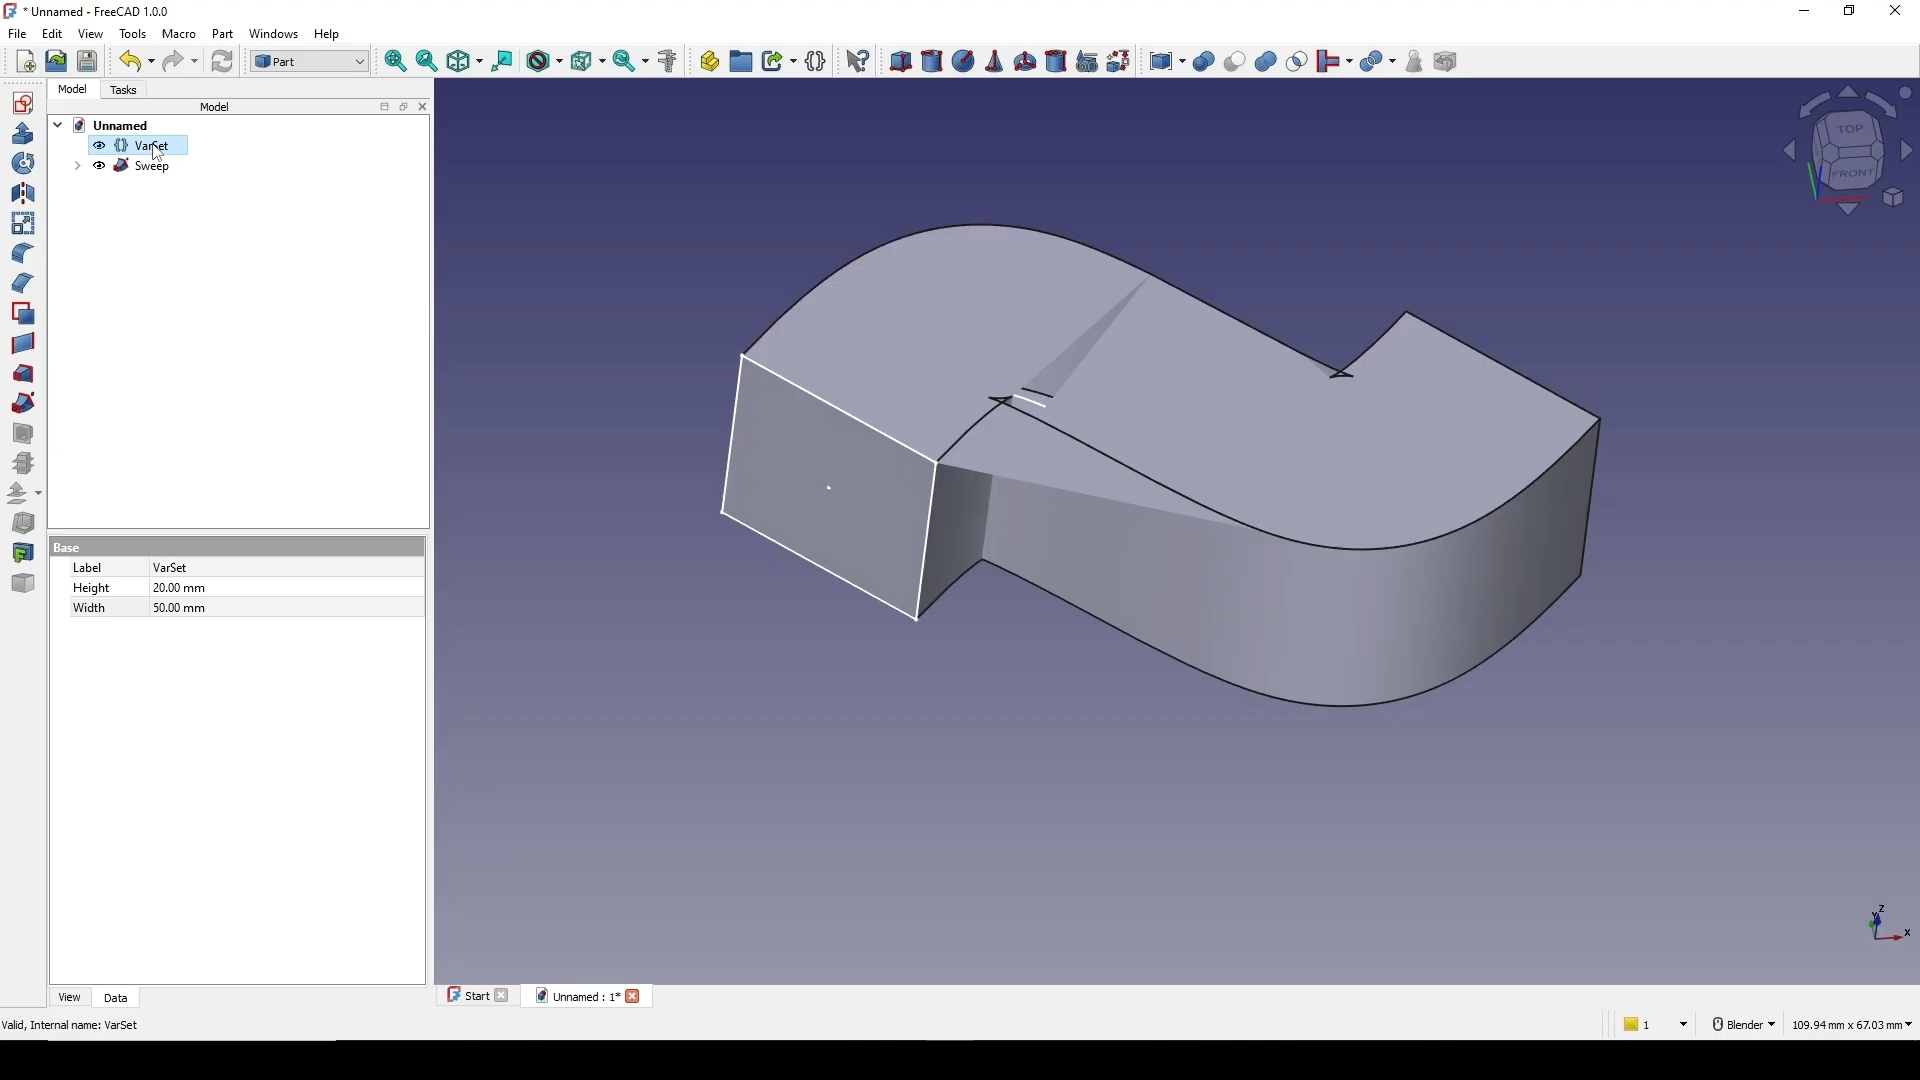 * Unnamed - FreeCAD 1.0.0
File Edit View Tools Macro Part Windows Help
Part
Model Tasks
Model
Unnamed
VarSet
Sweep
TOP
FRONT
Base
Label VarSet
Height 20.00 mm
Width 50.00 mm
Z
Y
X
View Data
Start Unnamed : 1*
Valid, Internal name: VarSet
1 Blender 109.94 mm x 67.03 mm